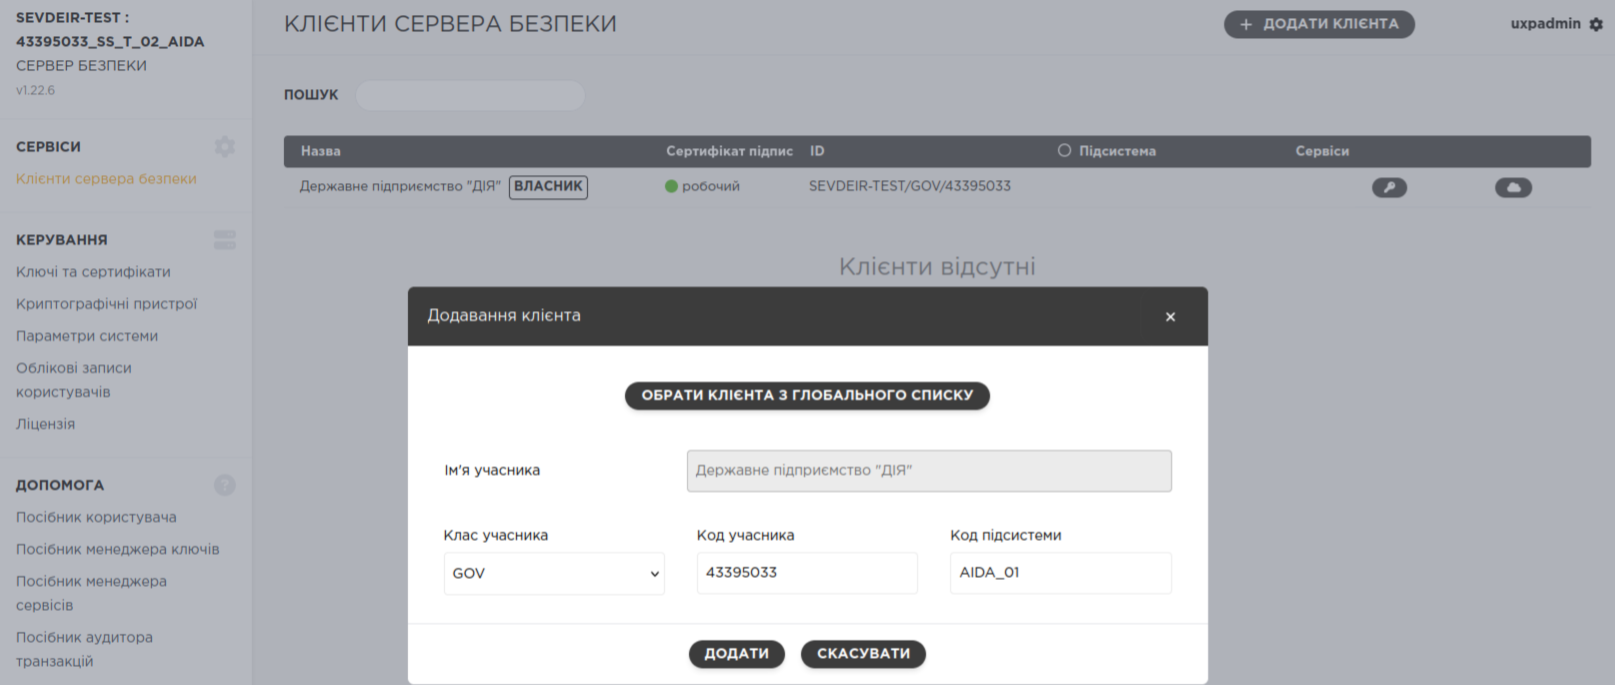 SEVDEIR-TEST :
43395033_SS_T_02_AIDA
СЕРВЕР БЕЗПЕКИ
v1.22.6
СЕРВІСИ
Клієнти сервера безпеки
КЕРУВАННЯ
Ключі та сертифікати
Криптографічні пристрої
Параметри системи
Облікові записи
користувачів
Ліцензія
ДОПОМОГА
?
Посібник користувача
Посібник менеджера ключів
Посібник менеджера
сервісів
Посібник аудитора
транзакцій
КЛІЄНТИ СЕРВЕРА БЕЗПЕКИ
+ ДОДАТИ КЛІЄНТА
uxpadmin
ПОШУК
Назва Сертифікат підпис ID Підсистема Сервіси
Державне підприємство "ДІЯ" ВЛАСНИК робочий SEVDEIR-TEST/GOV/43395033
Клієнти відсутні
Додавання клієнта ×
ОБРАТИ КЛІЄНТА З ГЛОБАЛЬНОГО СПИСКУ
Ім'я учасника Державне підприємство "ДІЯ"
Клас учасника Код учасника Код підсистеми
GOV 43395033 AIDA_01
ДОДАТИ СКАСУВАТИ